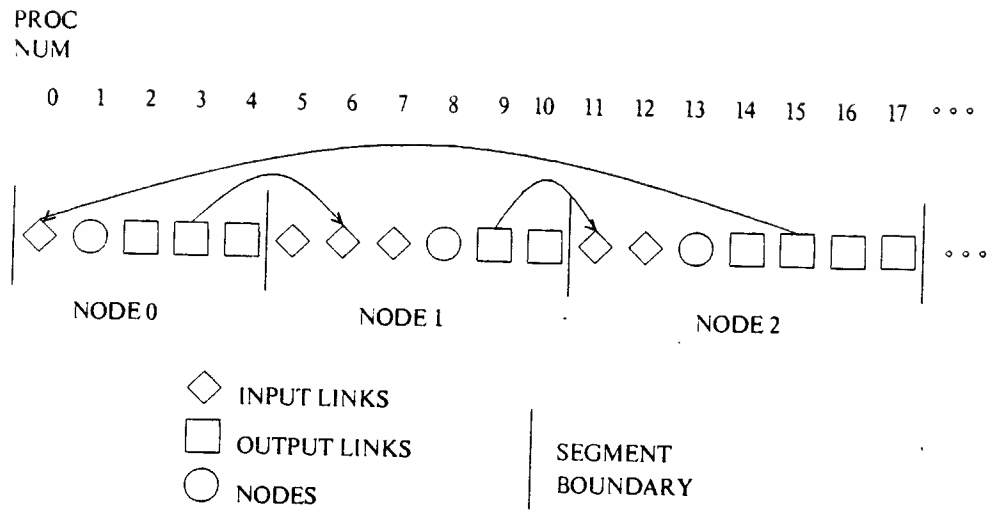 PROC
NUM
0 1 2 3 4 5 6 7 8 9 10 11 12 13 14 15 16 17 ∘∘∘
∘∘∘
NODE 0 NODE 1 NODE 2
INPUT LINKS
OUTPUT LINKS
NODES
SEGMENT
BOUNDARY